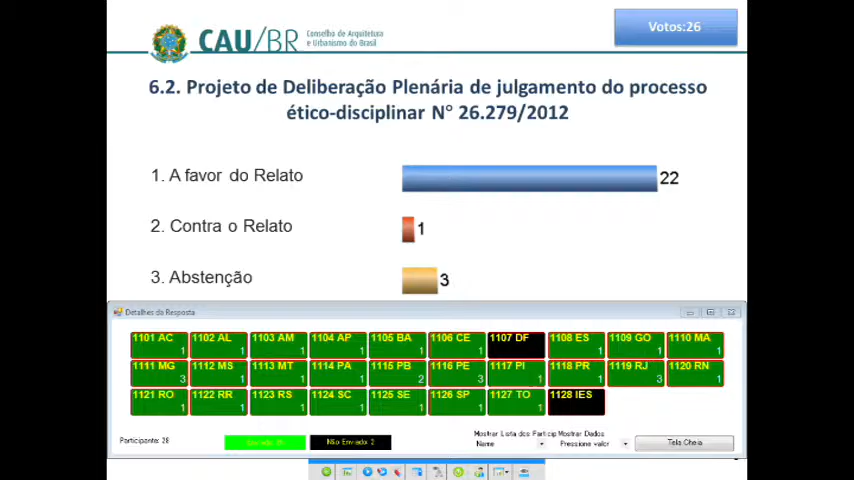 CAU/BR
Conselho de Arquitetura
e Urbanismo do Brasil
Votos:26
6.2. Projeto de Deliberação Plenária de julgamento do processo
ético-disciplinar N° 26.279/2012
1. A favor do Relato 22
2. Contra o Relato 1
3. Abstenção 3
Detalhes da Resposta
1101 AC 1102 AL 1103 AM 1104 AP 1105 BA 1106 CE 1107 DF 1108 ES 1109 GO 1110 MA
1 1 1 1 1 1 1 1 1
1111 MG 1112 MS 1113 MT 1114 PA 1115 PB 1116 PE 1117 PI 1118 PR 1119 RJ 1120 RN
3 1 1 1 2 3 1 1 3 1
1121 RO 1122 RR 1123 RS 1124 SC 1125 SE 1126 SP 1127 TO 1128 IES
1 1 1 1 1 1 1
Participante: 28
Não Enviado 2
Mostrar Lista dos Particip Mostrar Dados
Name Pressione valor
Tela Cheia